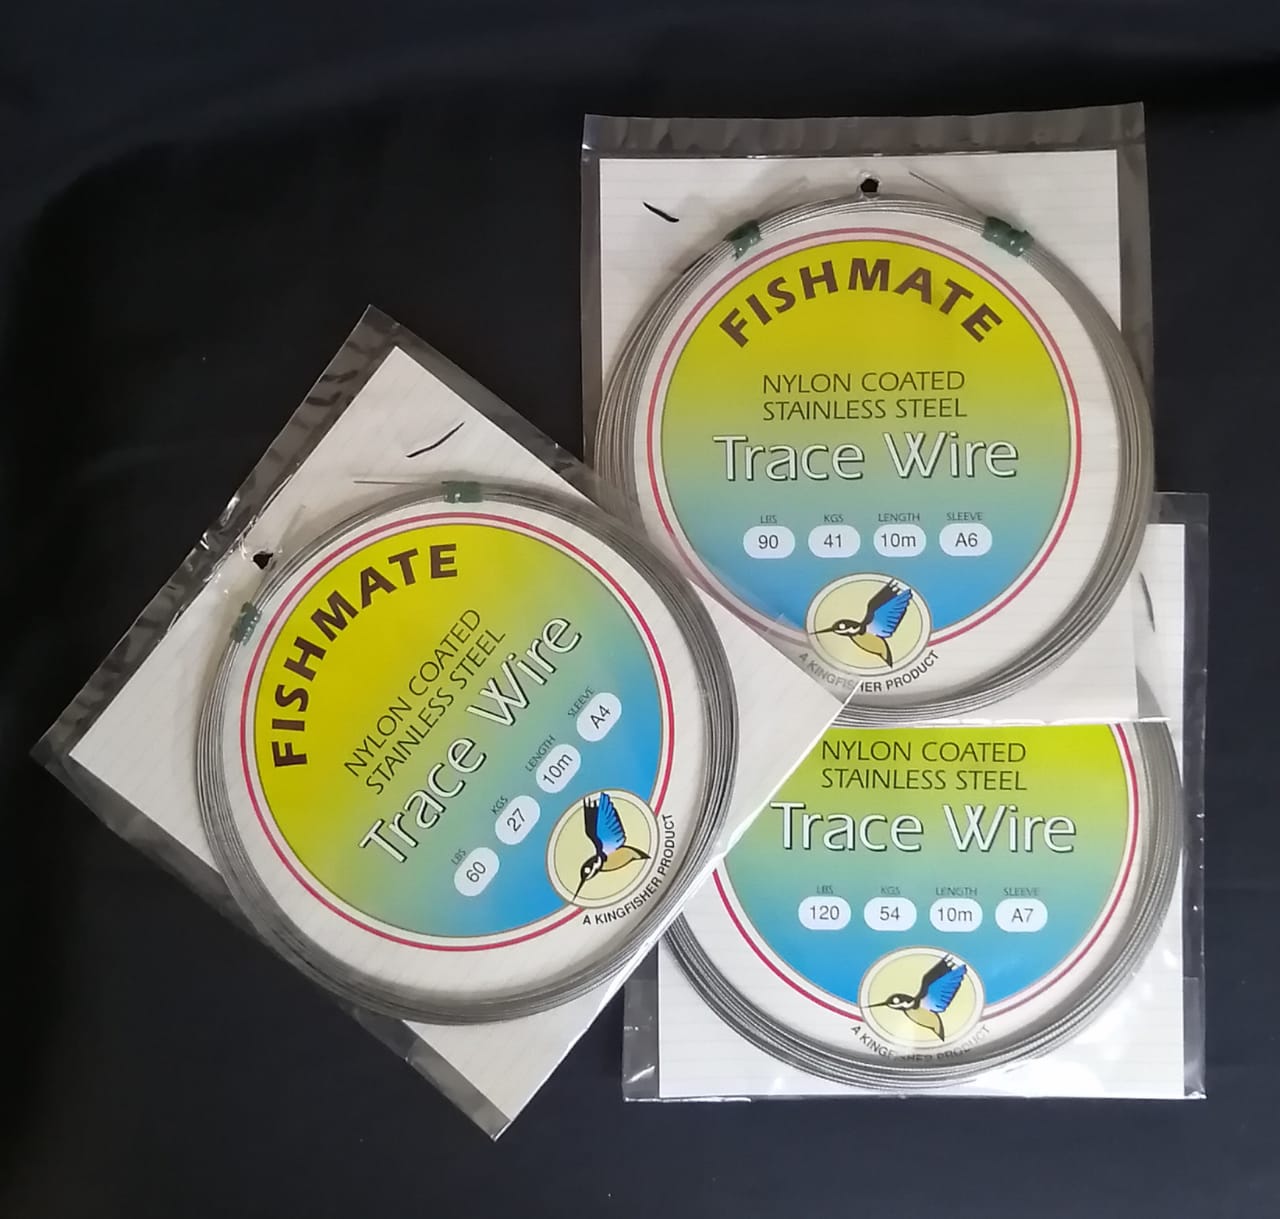 FISHMATE
NYLON COATED
STAINLESS STEEL
Trace Wire
LBS KGS LENGTH SLEEVE
90 41 10m A6
A KINGFISHER PRODUCT
FISHMATE
NYLON COATED
STAINLESS STEEL
Trace Wire
LBS KGS LENGTH SLEEVE
60 27 10m A4
A KINGFISHER PRODUCT
NYLON COATED
STAINLESS STEEL
Trace Wire
LBS KGS LENGTH SLEEVE
120 54 10m A7
A KINGFISHER PRODUCT